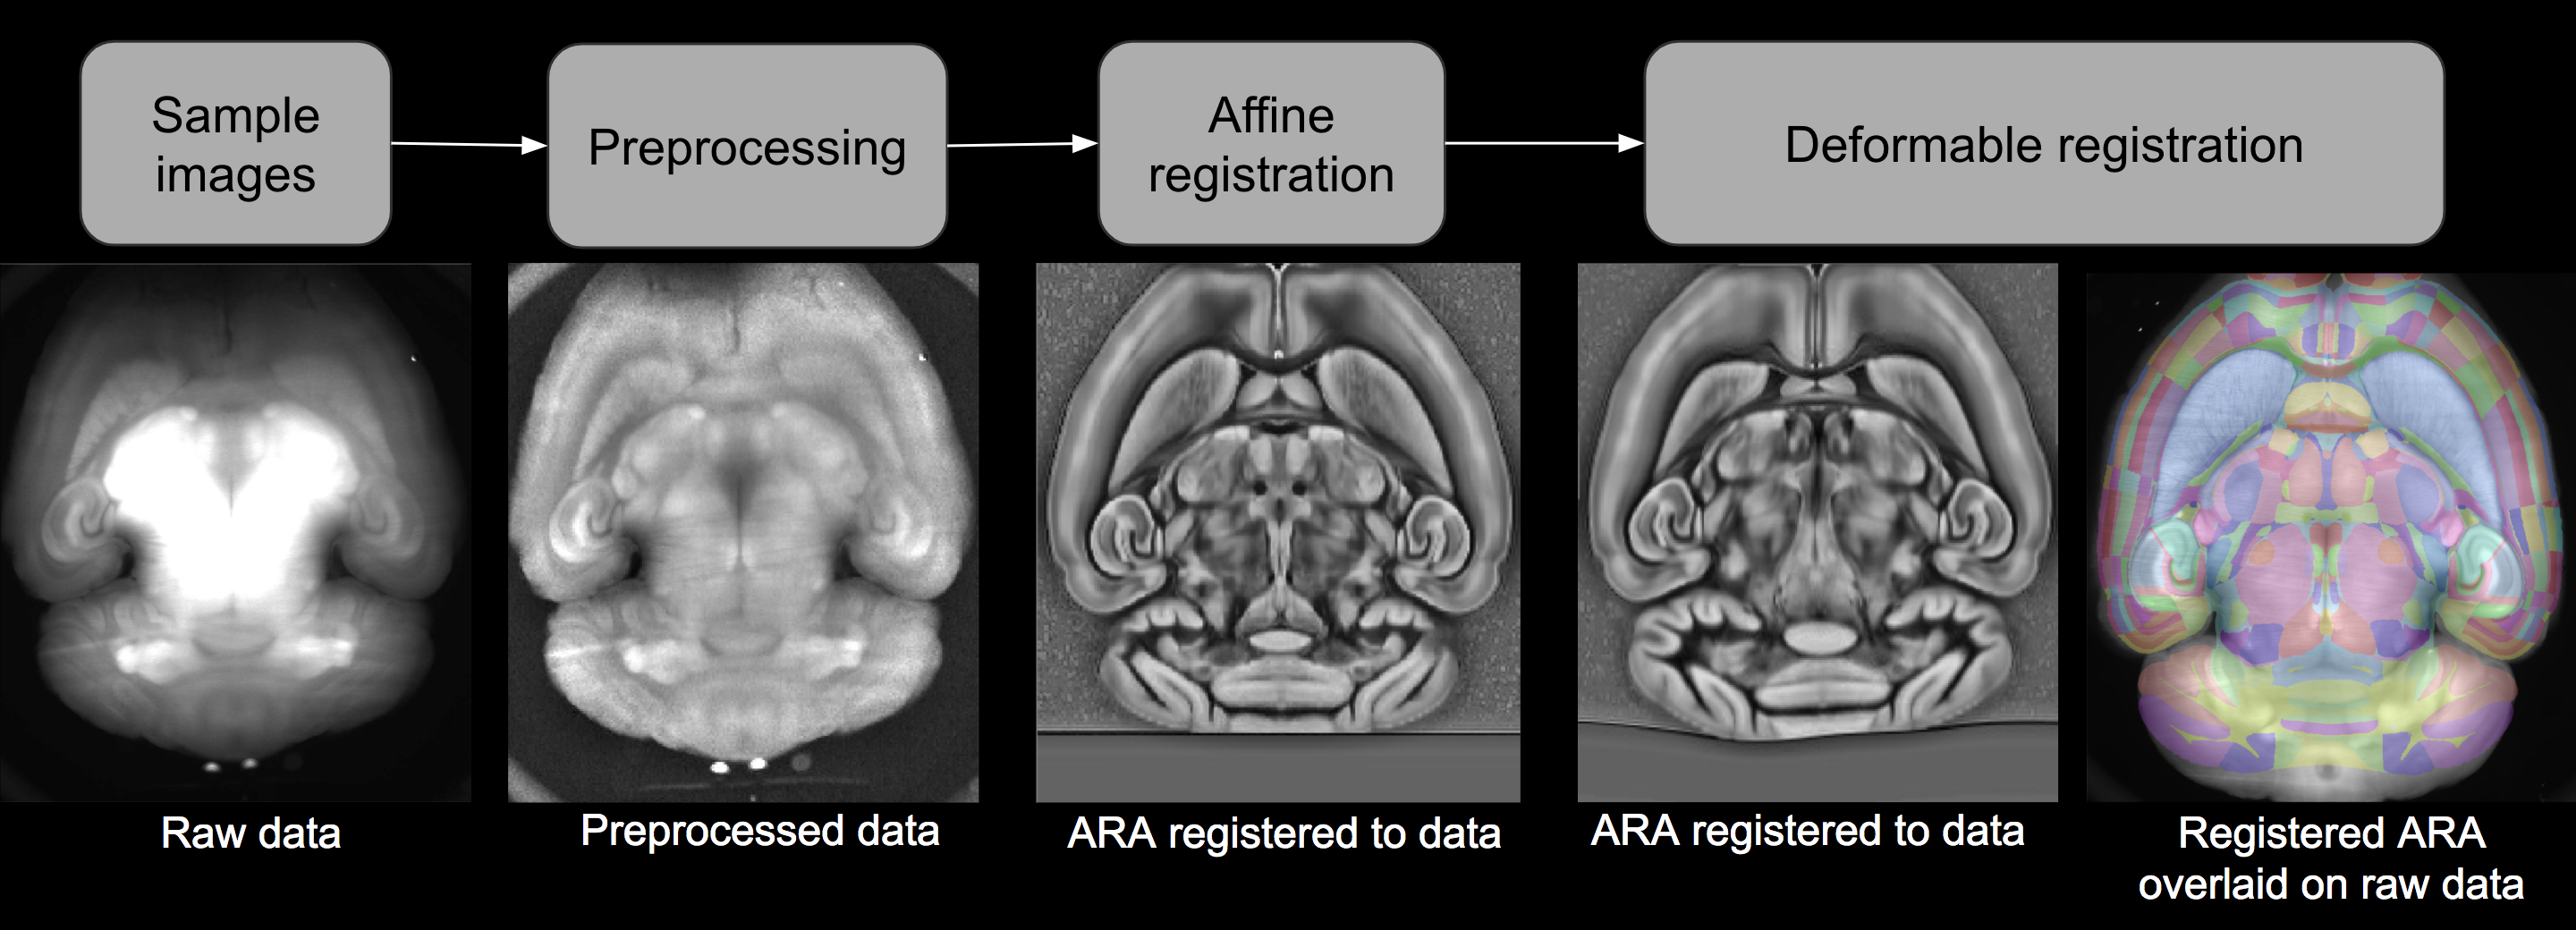 Sample
images
Preprocessing
Affine
registration
Deformable registration
Raw data
Preprocessed data
ARA registered to data
ARA registered to data
Registered ARA
overlaid on raw data